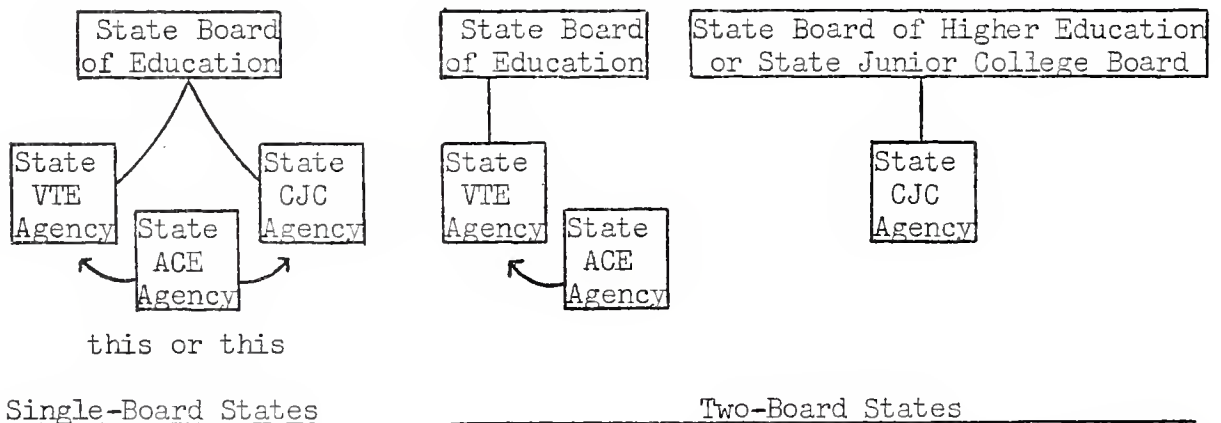 State Board
of Education
State
VTE
Agency
State
CJC
Agency
State
ACE
Agency
this or this
Single-Board States
State Board
of Education
State Board of Higher Education
or State Junior College Board
State
VTE
Agency
State
ACE
Agency
State
CJC
Agency
Two-Board States